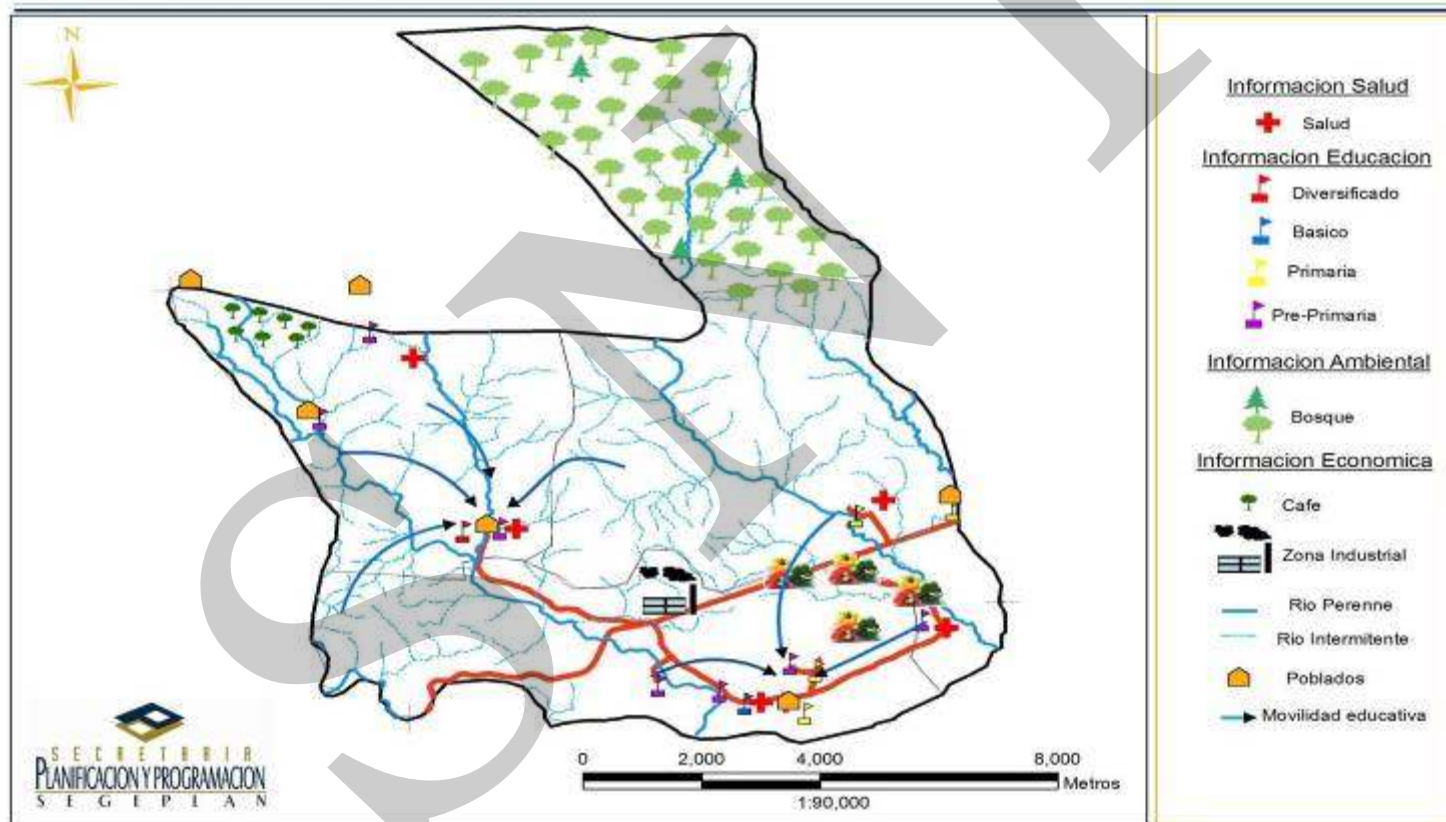 N
Informacion Salud
Salud
Informacion Educacion
Diversificado
Basico
Primaria
Pre-Primaria
Informacion Ambiental
Bosque
Informacion Economica
Cafe
Zona Industrial
Rio Perenne
Rio Intermitente
Poblados
Movilidad educativa
SECRETARIA
PLANIFICACION Y PROGRAMACION
SEGEPLAN
0 2,000 4,000 8,000
Metros
1:90,000